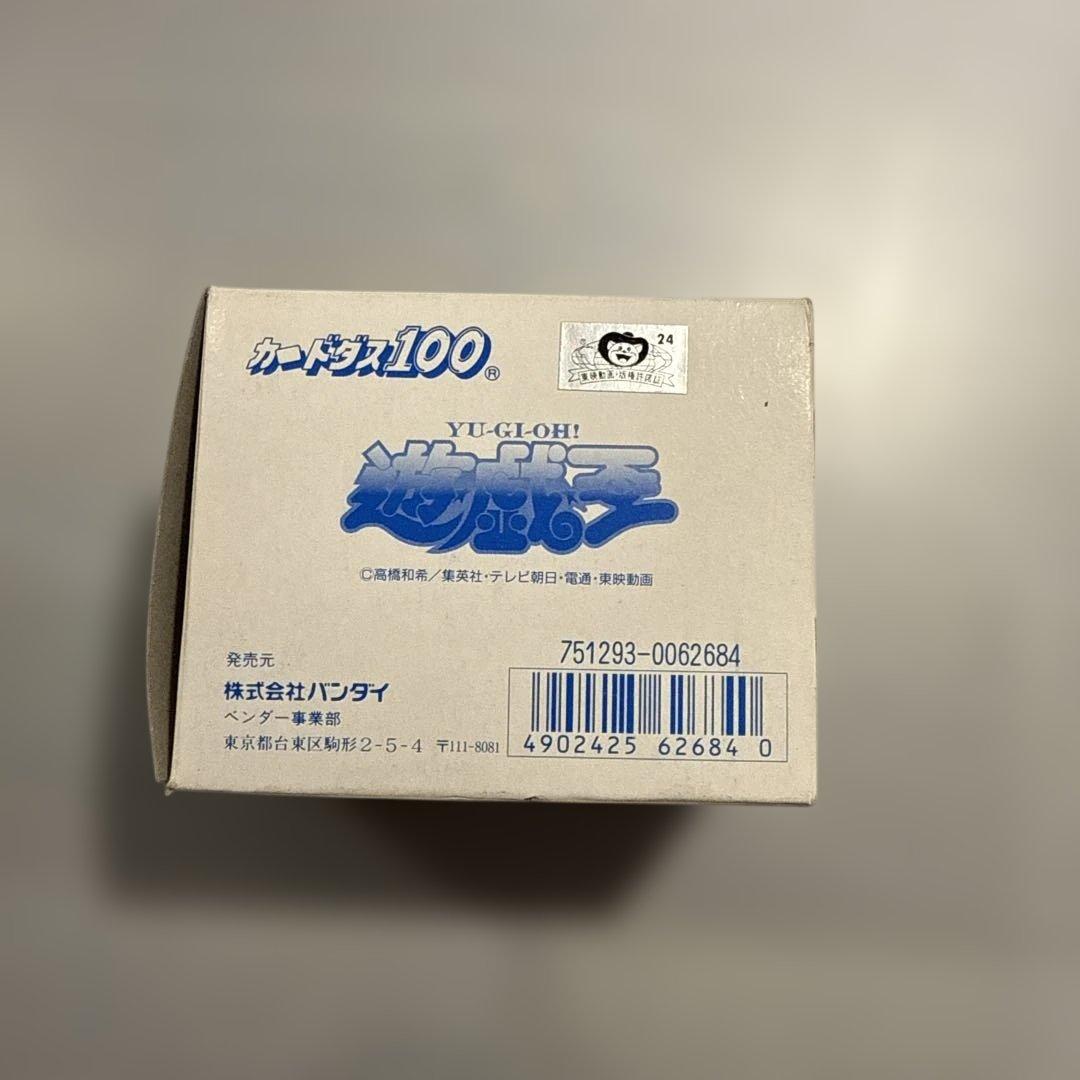 カードダス100®
24
東映動画・版権許諾証
YU-GI-OH!
遊戯王
©高橋和希／集英社・テレビ朝日・電通・東映動画
751293-0062684
発売元
株式会社バンダイ
ベンダー事業部
東京都台東区駒形2-5-4 〒111-8081
4902425 62684 0